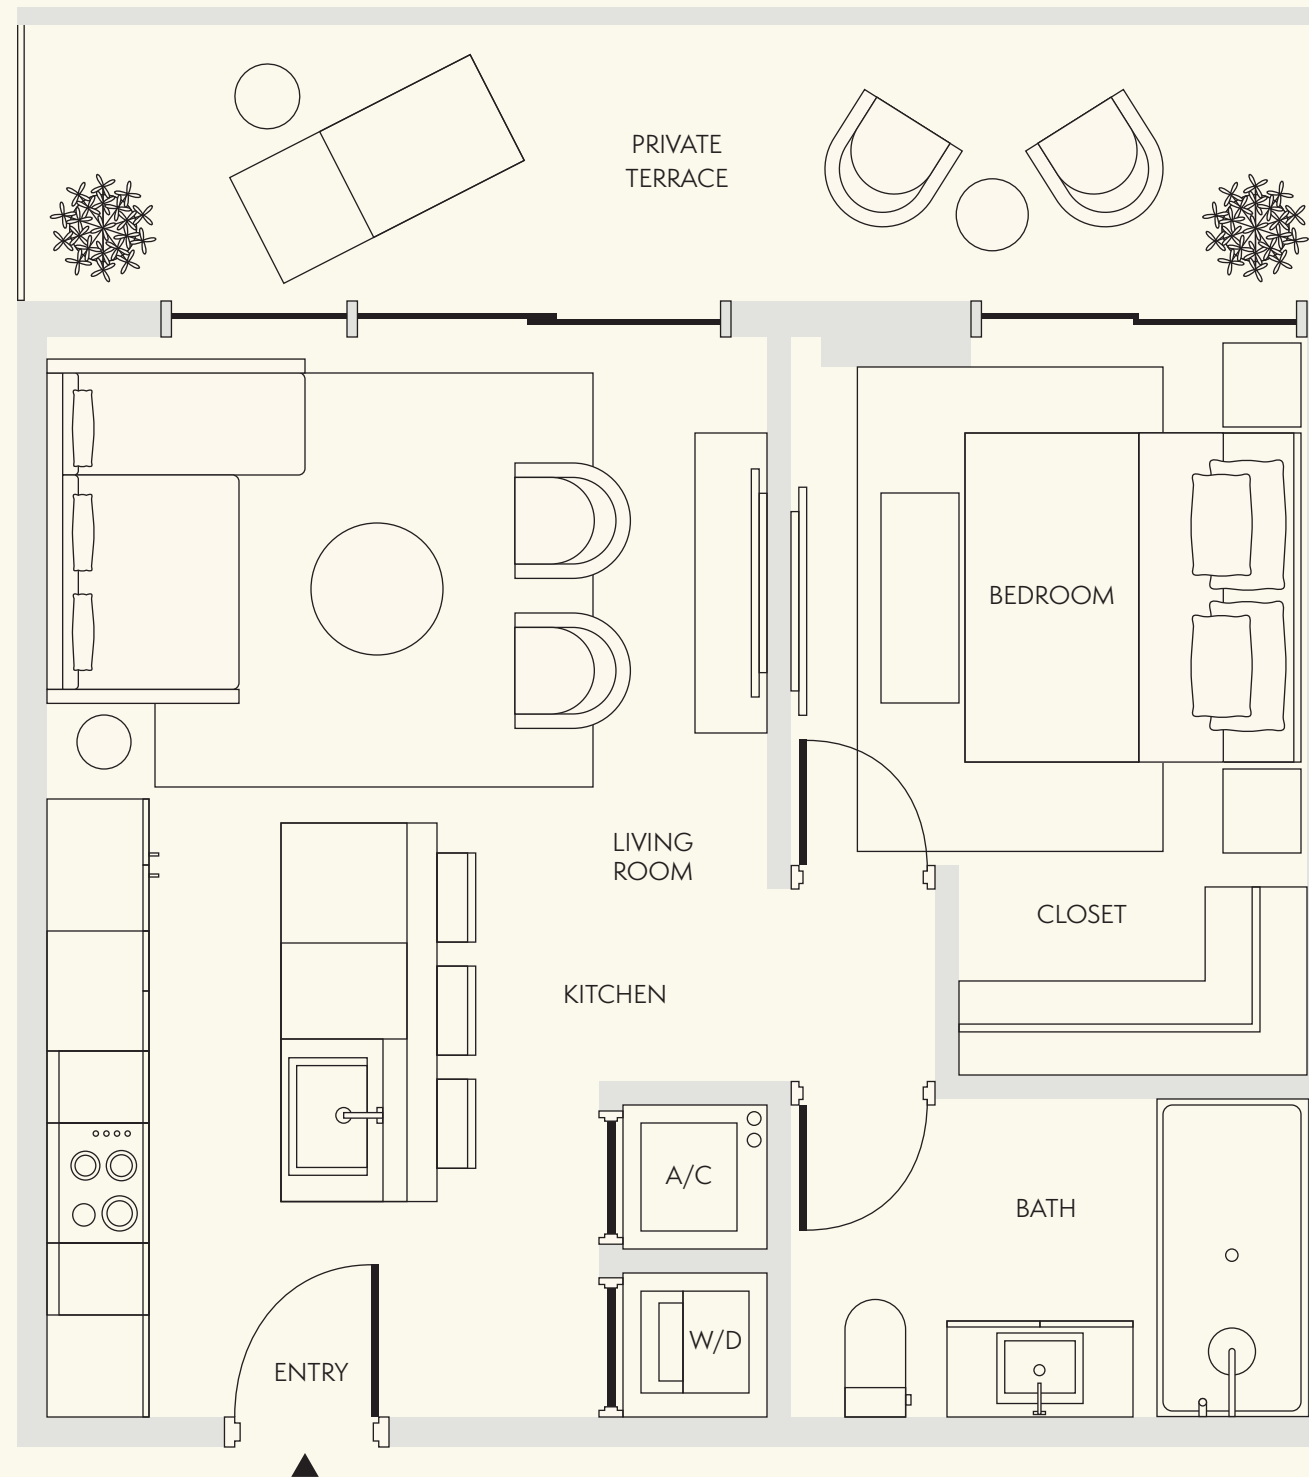 PRIVATE
TERRACE
BEDROOM
LIVING
ROOM
CLOSET
KITCHEN
A/C
BATH
W/D
ENTRY